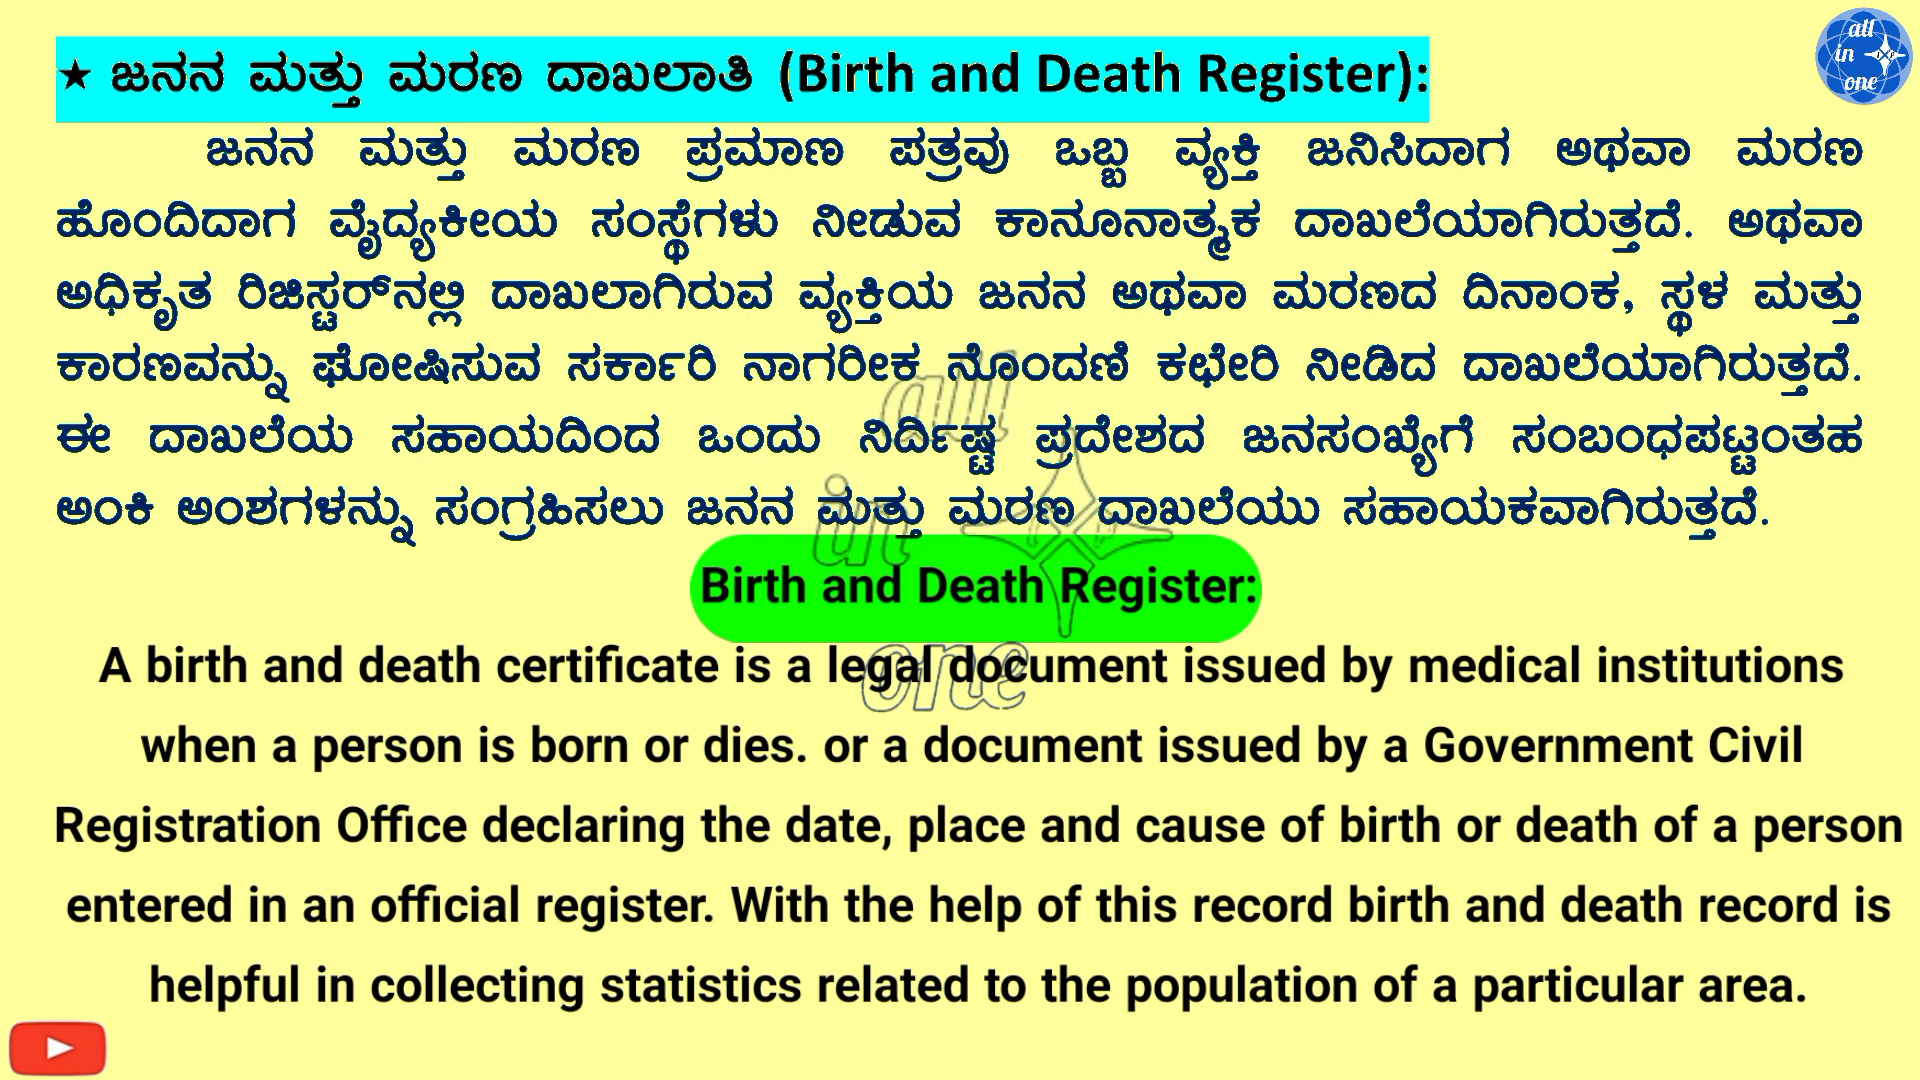 all
in
one
★ ಜನನ ಮತ್ತು ಮರಣ ದಾಖಲಾತಿ (Birth and Death Register):
ಜನನ ಮತ್ತು ಮರಣ ಪ್ರಮಾಣ ಪತ್ರವು ಒಬ್ಬ ವ್ಯಕ್ತಿ ಜನಿಸಿದಾಗ ಅಥವಾ ಮರಣ
ಹೊಂದಿದಾಗ ವೈದ್ಯಕೀಯ ಸಂಸ್ಥೆಗಳು ನೀಡುವ ಕಾನೂನಾತ್ಮಕ ದಾಖಲೆಯಾಗಿರುತ್ತದೆ. ಅಥವಾ
ಅಧಿಕೃತ ರಿಜಿಸ್ಟರ್‌ನಲ್ಲಿ ದಾಖಲಾಗಿರುವ ವ್ಯಕ್ತಿಯ ಜನನ ಅಥವಾ ಮರಣದ ದಿನಾಂಕ, ಸ್ಥಳ ಮತ್ತು
ಕಾರಣವನ್ನು ಘೋಷಿಸುವ ಸರ್ಕಾರಿ ನಾಗರೀಕ ನೊಂದಣಿ ಕಛೇರಿ ನೀಡಿದ ದಾಖಲೆಯಾಗಿರುತ್ತದೆ.
ಈ ದಾಖಲೆಯ ಸಹಾಯದಿಂದ ಒಂದು ನಿರ್ದಿಷ್ಟ ಪ್ರದೇಶದ ಜನಸಂಖ್ಯೆಗೆ ಸಂಬಂಧಪಟ್ಟಂತಹ
ಅಂಕಿ ಅಂಶಗಳನ್ನು ಸಂಗ್ರಹಿಸಲು ಜನನ ಮತ್ತು ಮರಣ ದಾಖಲೆಯು ಸಹಾಯಕವಾಗಿರುತ್ತದೆ.
all
in
one
Birth and Death Register:
A birth and death certificate is a legal document issued by medical institutions
when a person is born or dies. or a document issued by a Government Civil
Registration Office declaring the date, place and cause of birth or death of a person
entered in an official register. With the help of this record birth and death record is
helpful in collecting statistics related to the population of a particular area.